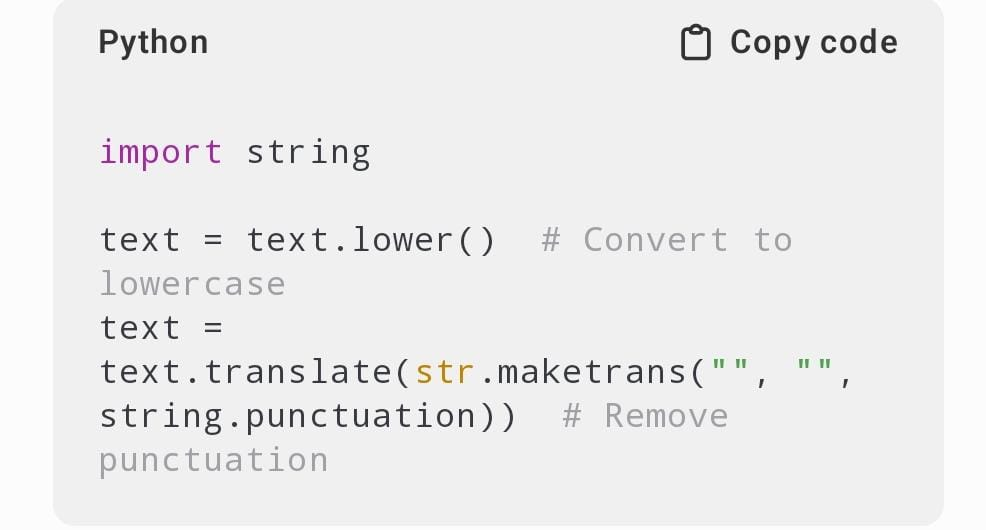 Python
Copy code
import string
text = text.lower()  # Convert to
lowercase
text =
text.translate(str.maketrans("", "",
string.punctuation))  # Remove
punctuation